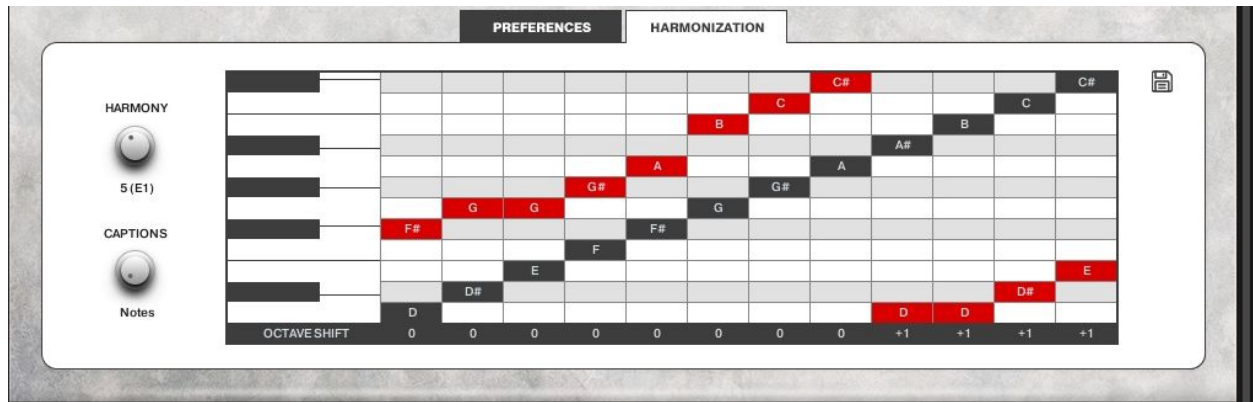 PREFERENCES HARMONIZATION
HARMONY
5 (E1)
CAPTIONS
Notes
C# C#
C C
B B
A#
A A
G# G#
G G G
F# F#
F
E E
D# D#
D D D
OCTAVE SHIFT 0 0 0 0 0 0 0 0 +1 +1 +1 +1